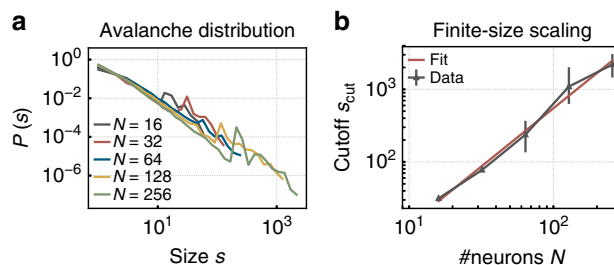 a
Avalanche distribution
P (s)
10^0
10^-2
10^-4
10^-6
N = 16
N = 32
N = 64
N = 128
N = 256
10^1
10^3
Size s
b
Finite-size scaling
Cutoff s_cut
10^3
10^2
Fit
Data
10^1
10^2
#neurons N